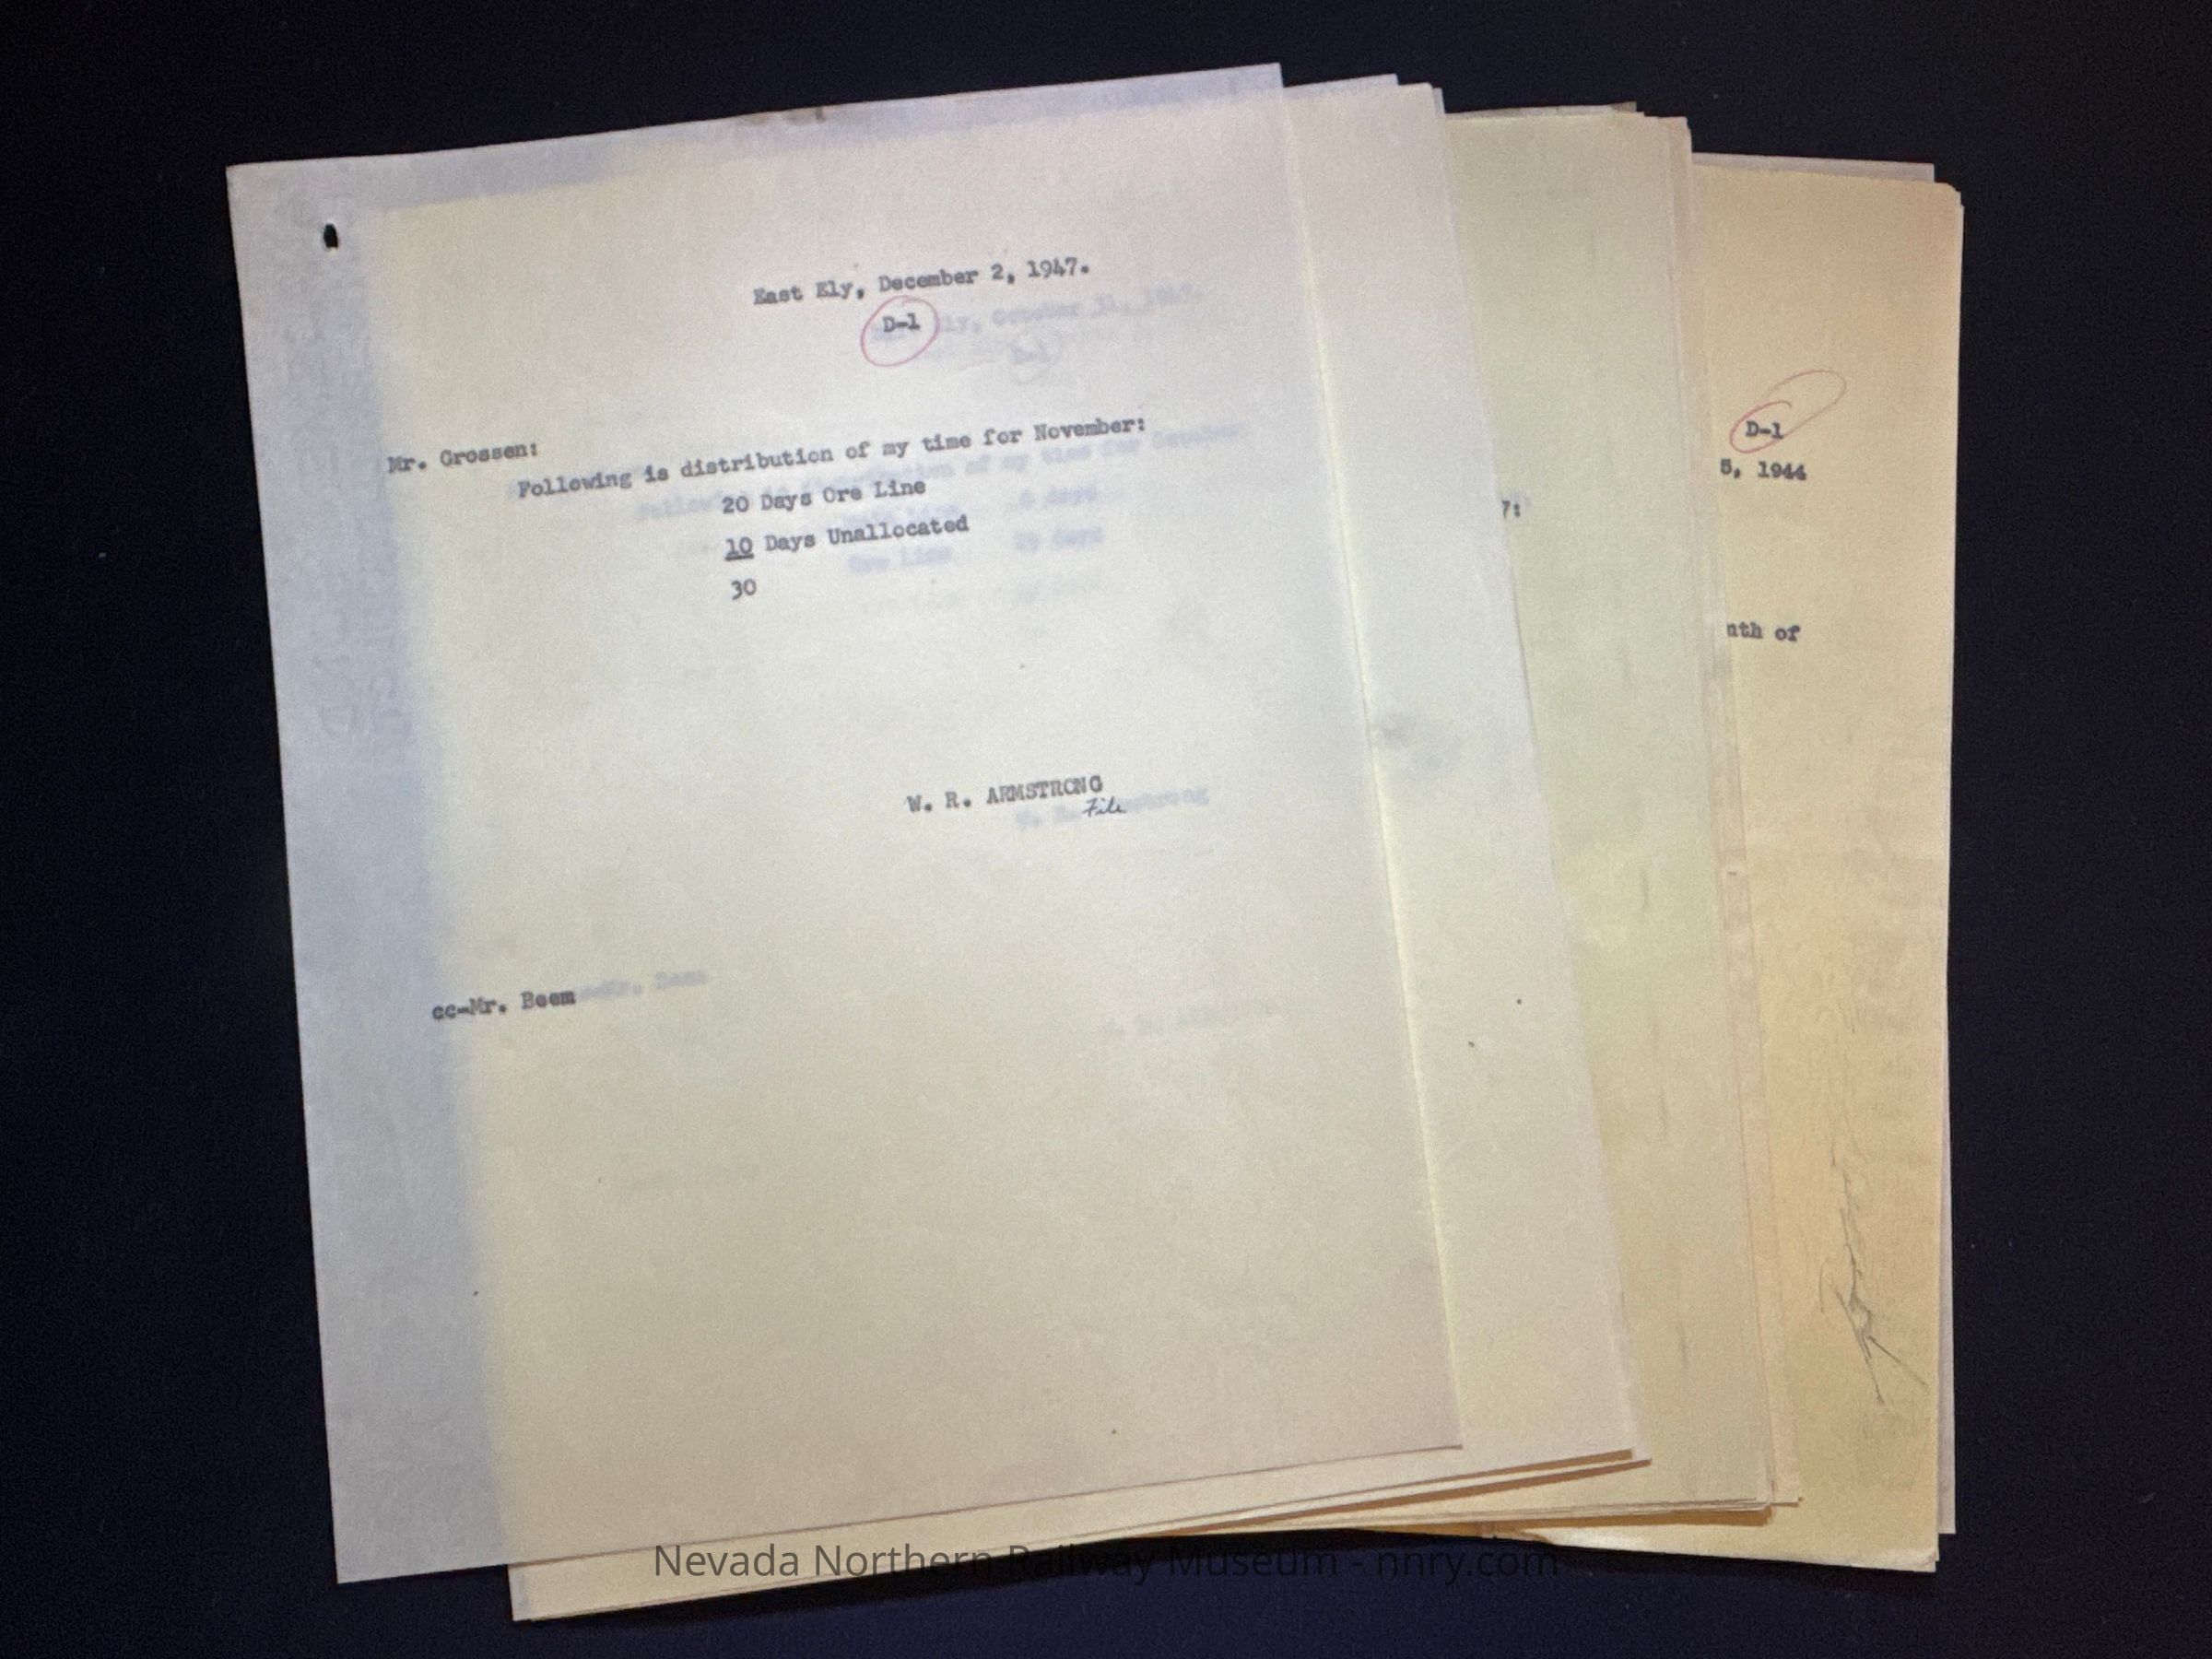 East Ely, December 2, 1947.
D-1
Mr. Grossen:
Following is distribution of my time for November:
20 Days Ore Line
10 Days Unallocated
30
W. R. ARMSTRONG
File
cc-Mr. Beem
7:
D-1
5, 1944
nth of
Nevada Northern Railway Museum - nnry.com